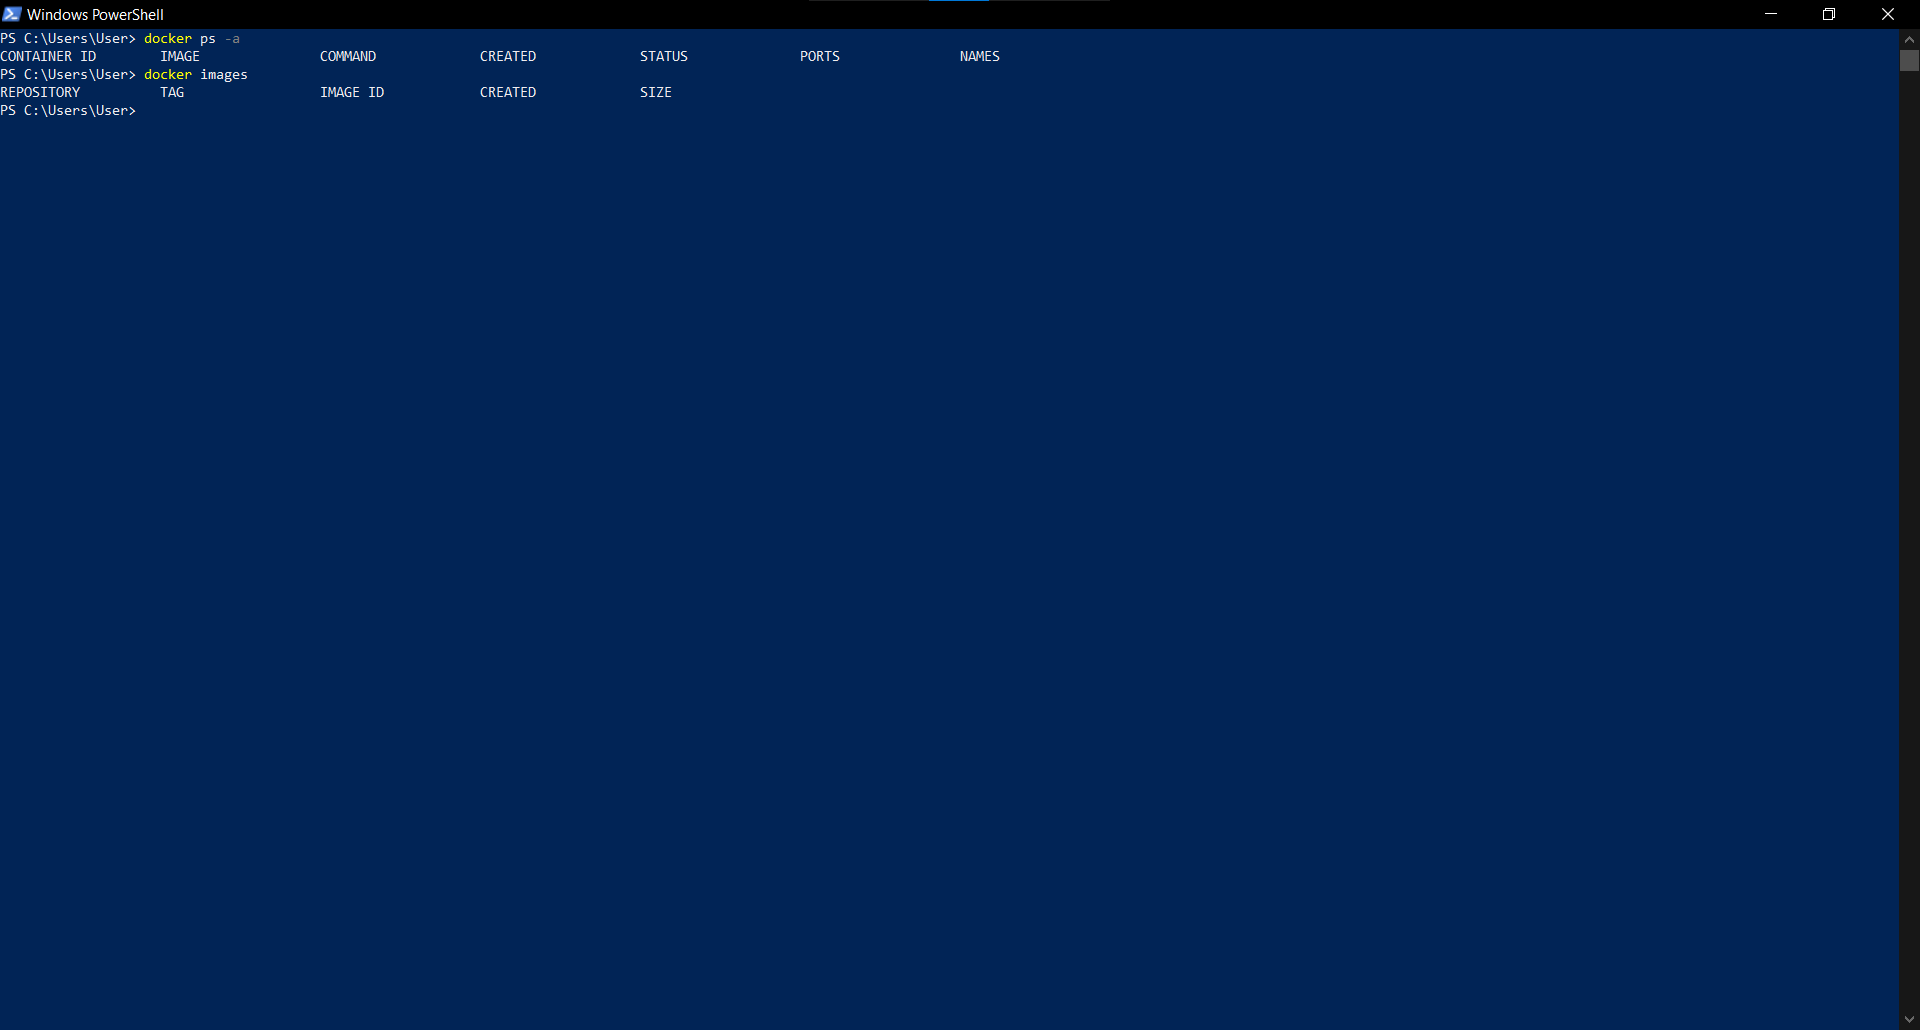 Windows PowerShell
PS C:\Users\User> docker ps -a
CONTAINER ID        IMAGE               COMMAND             CREATED             STATUS              PORTS               NAMES
PS C:\Users\User> docker images
REPOSITORY          TAG                 IMAGE ID            CREATED             SIZE
PS C:\Users\User>